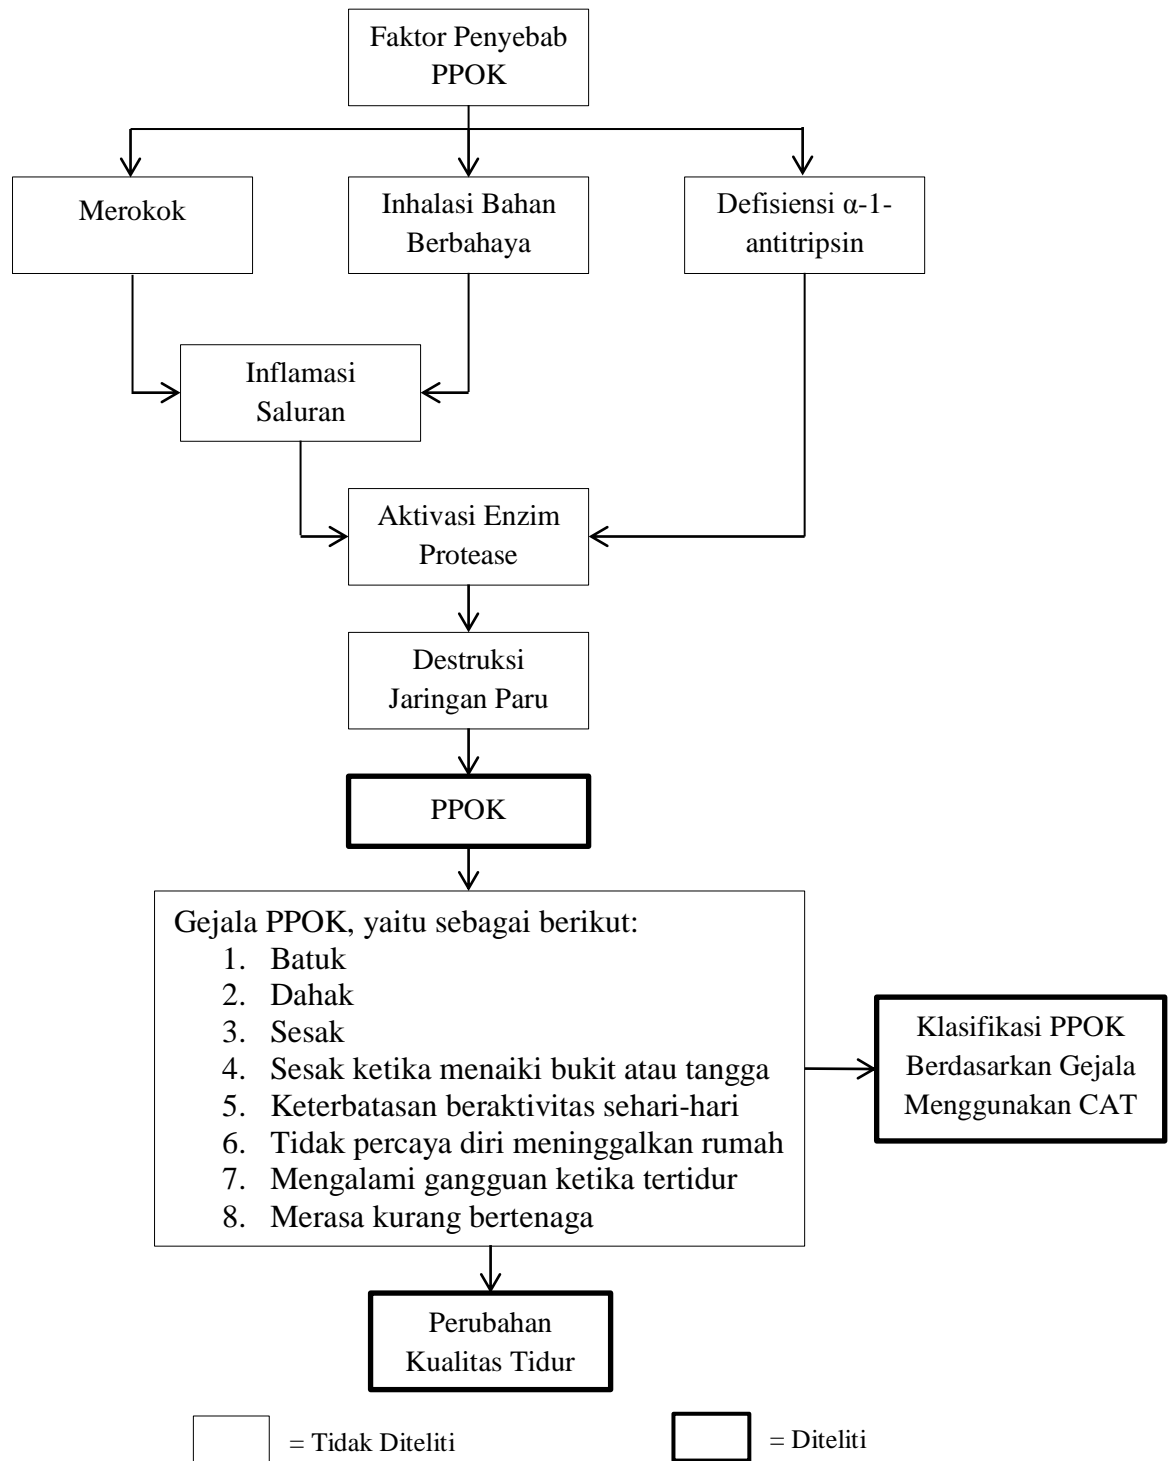 Faktor Penyebab
PPOK
Merokok
Inhalasi Bahan
Berbahaya
Defisiensi α-1-
antitripsin
Inflamasi
Saluran
Aktivasi Enzim
Protease
Destruksi
Jaringan Paru
PPOK
Gejala PPOK, yaitu sebagai berikut:
1. Batuk
2. Dahak
3. Sesak
4. Sesak ketika menaiki bukit atau tangga
5. Keterbatasan beraktivitas sehari-hari
6. Tidak percaya diri meninggalkan rumah
7. Mengalami gangguan ketika tertidur
8. Merasa kurang bertenaga
Klasifikasi PPOK
Berdasarkan Gejala
Menggunakan CAT
Perubahan
Kualitas Tidur
= Tidak Diteliti
= Diteliti